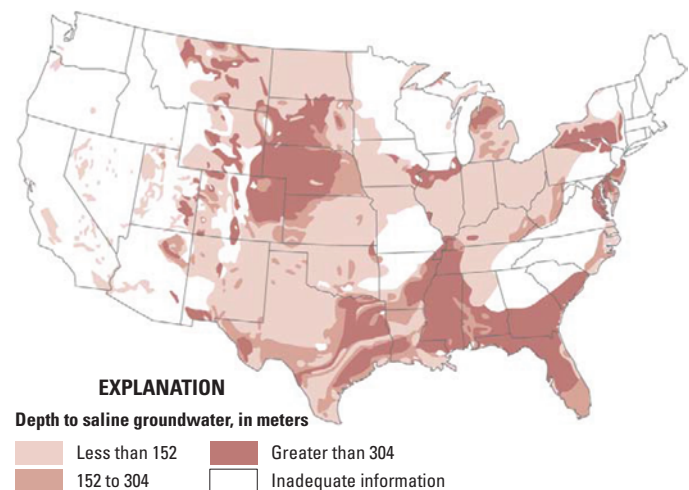 EXPLANATION
Depth to saline groundwater, in meters
Less than 152
Greater than 304
152 to 304
Inadequate information